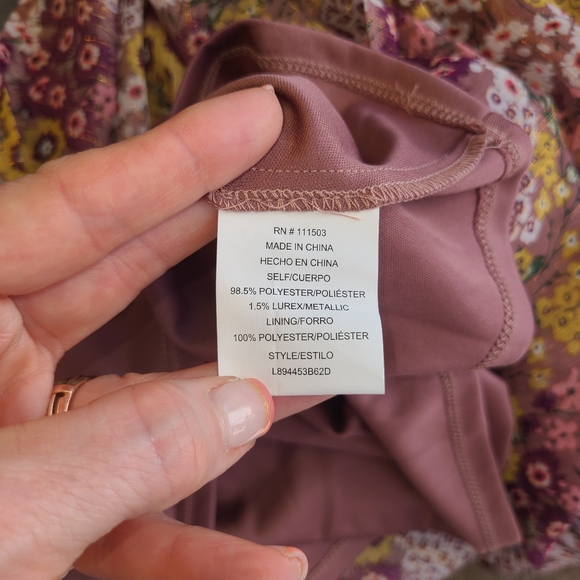 RN # 111503
MADE IN CHINA
HECHO EN CHINA
SELF/CUERPO
98.5% POLYESTER/POLIÉSTER
1.5% LUREX/METALLIC
LINING/FORRO
100% POLYESTER/POLIÉSTER
STYLE/ESTILO
L894453B62D